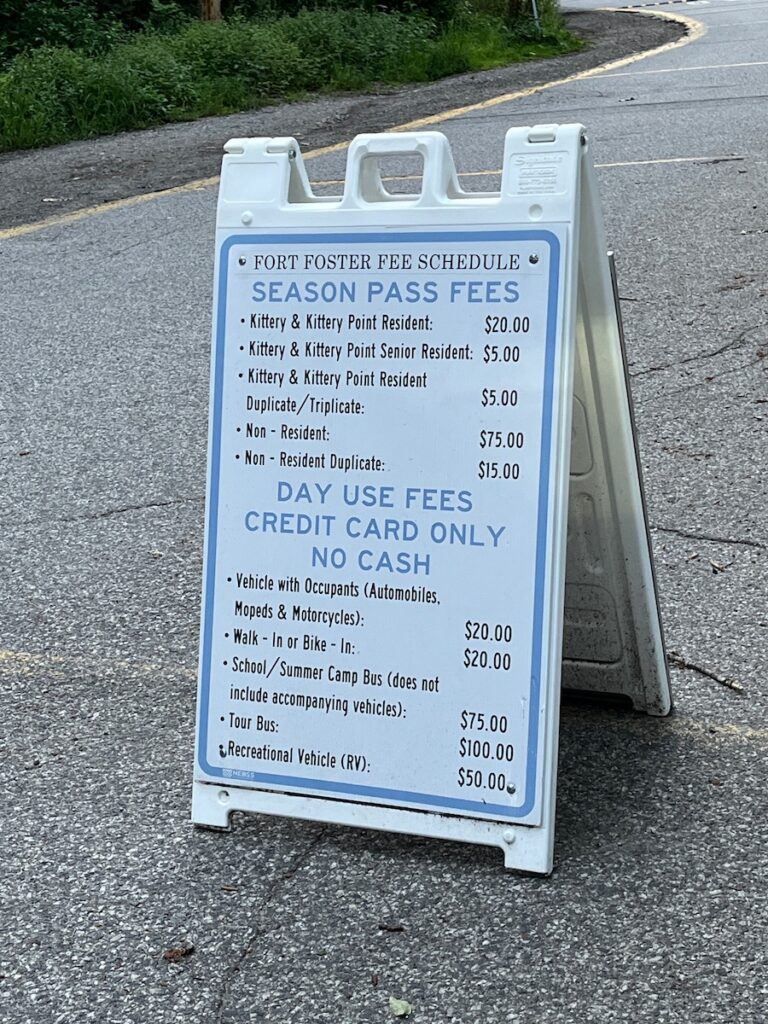 FORT FOSTER FEE SCHEDULE
SEASON PASS FEES
• Kittery & Kittery Point Resident: $20.00
• Kittery & Kittery Point Senior Resident: $5.00
• Kittery & Kittery Point Resident
Duplicate/Triplicate: $5.00
• Non - Resident: $75.00
• Non - Resident Duplicate: $15.00
DAY USE FEES
CREDIT CARD ONLY
NO CASH
• Vehicle with Occupants (Automobiles,
Mopeds & Motorcycles): $20.00
• Walk - In or Bike - In: $20.00
• School/Summer Camp Bus (does not
include accompanying vehicles): $75.00
• Tour Bus: $100.00
• Recreational Vehicle (RV): $50.00